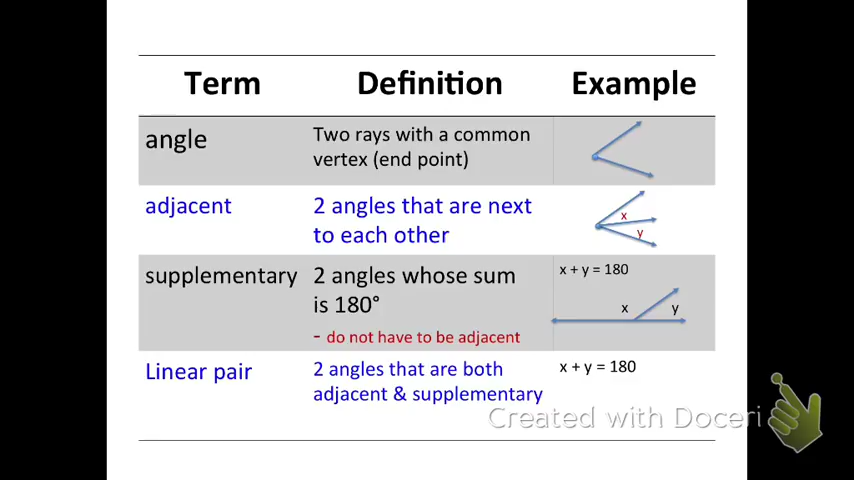 Term Definition Example
angle Two rays with a common
vertex (end point)
adjacent 2 angles that are next
to each other
x
y
supplementary 2 angles whose sum
is 180°
- do not have to be adjacent
x + y = 180
x y
Linear pair 2 angles that are both
adjacent & supplementary
x + y = 180
Created with Doceri